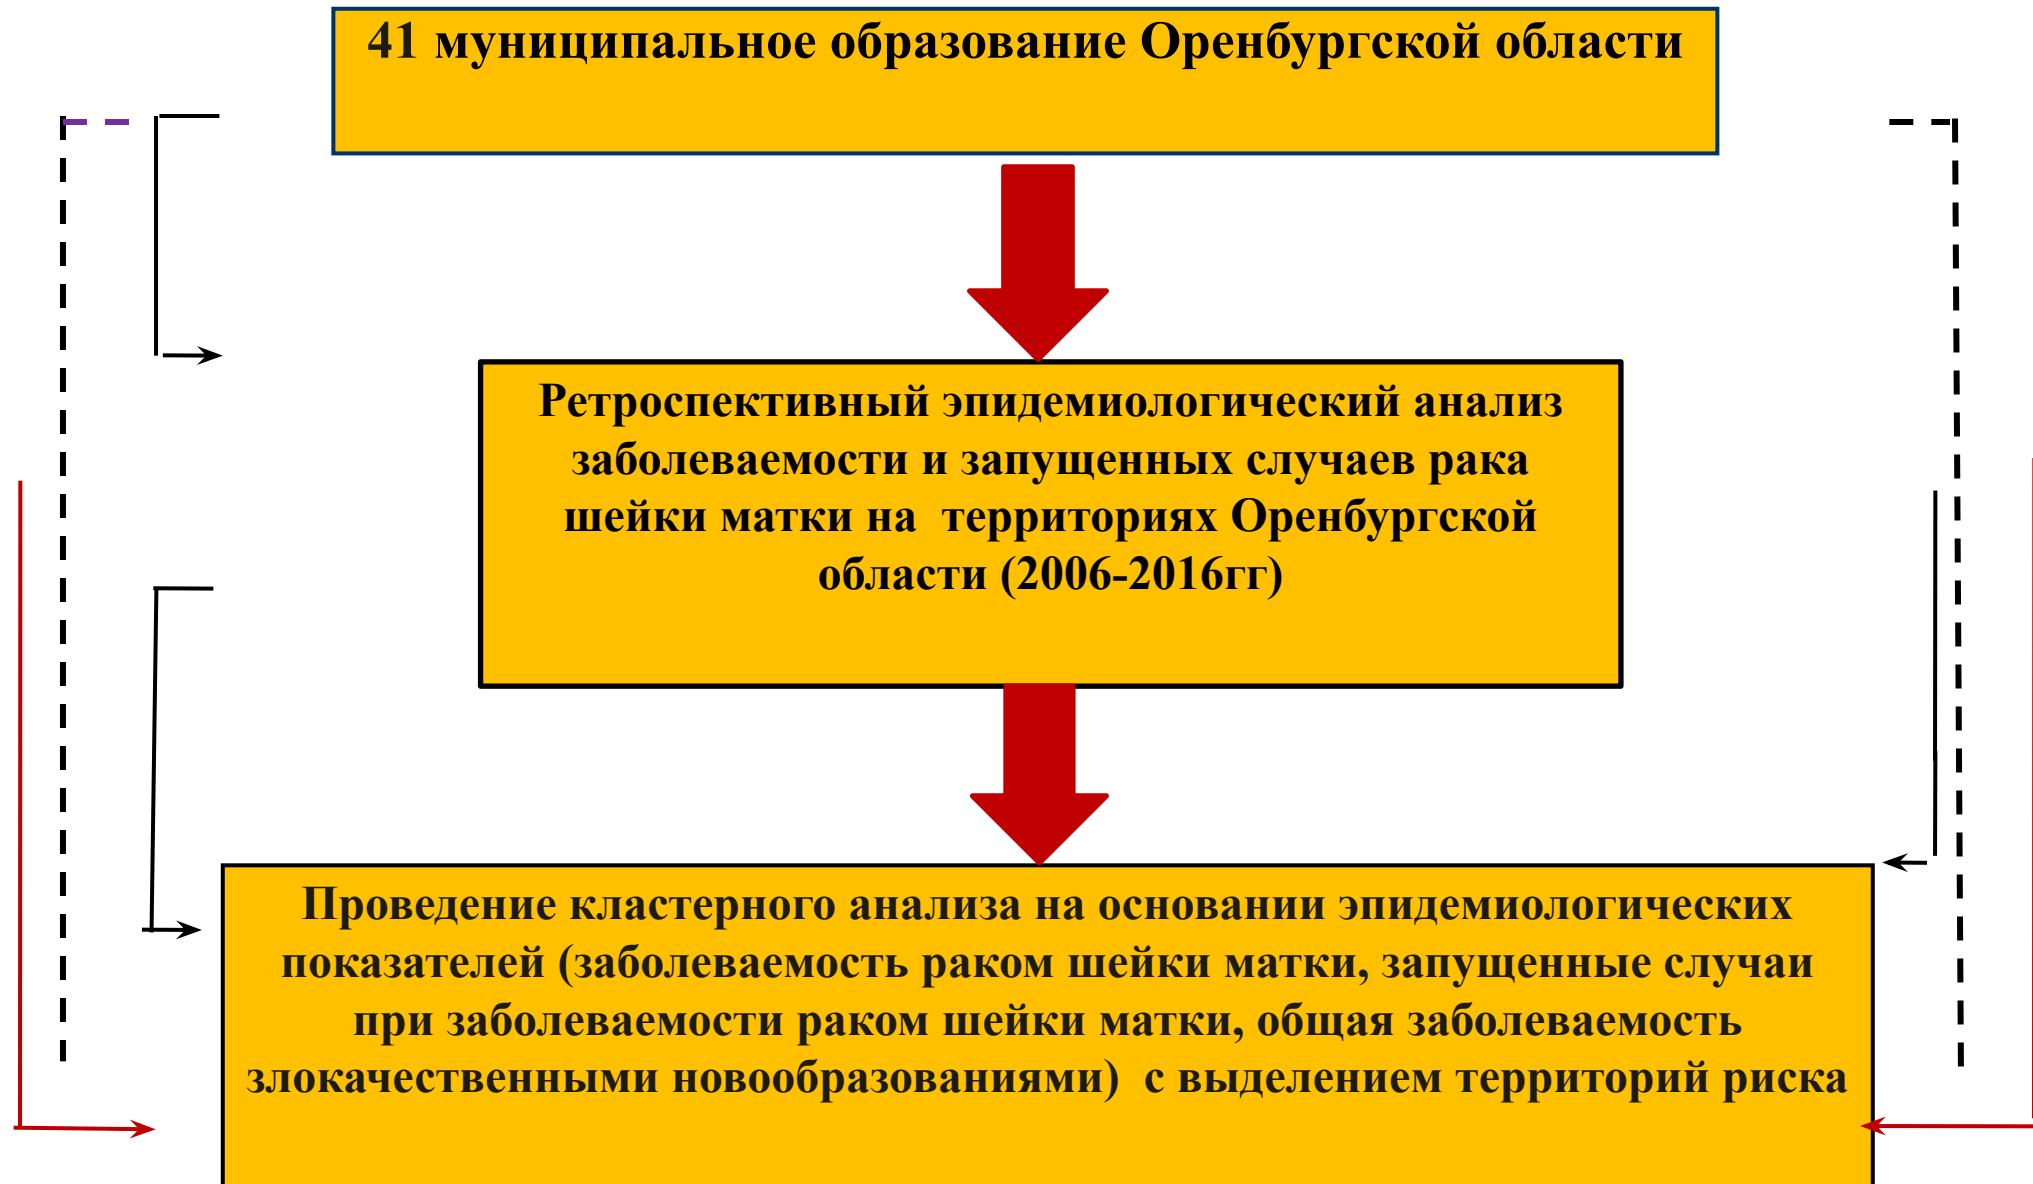 41 муниципальное образование Оренбургской области
Ретроспективный эпидемиологический анализ
заболеваемости и запущенных случаев рака
шейки матки на территориях Оренбургской
области (2006-2016гг)
Проведение кластерного анализа на основании эпидемиологических
показателей (заболеваемость раком шейки матки, запущенные случаи
при заболеваемости раком шейки матки, общая заболеваемость
злокачественными новообразованиями) с выделением территорий риска